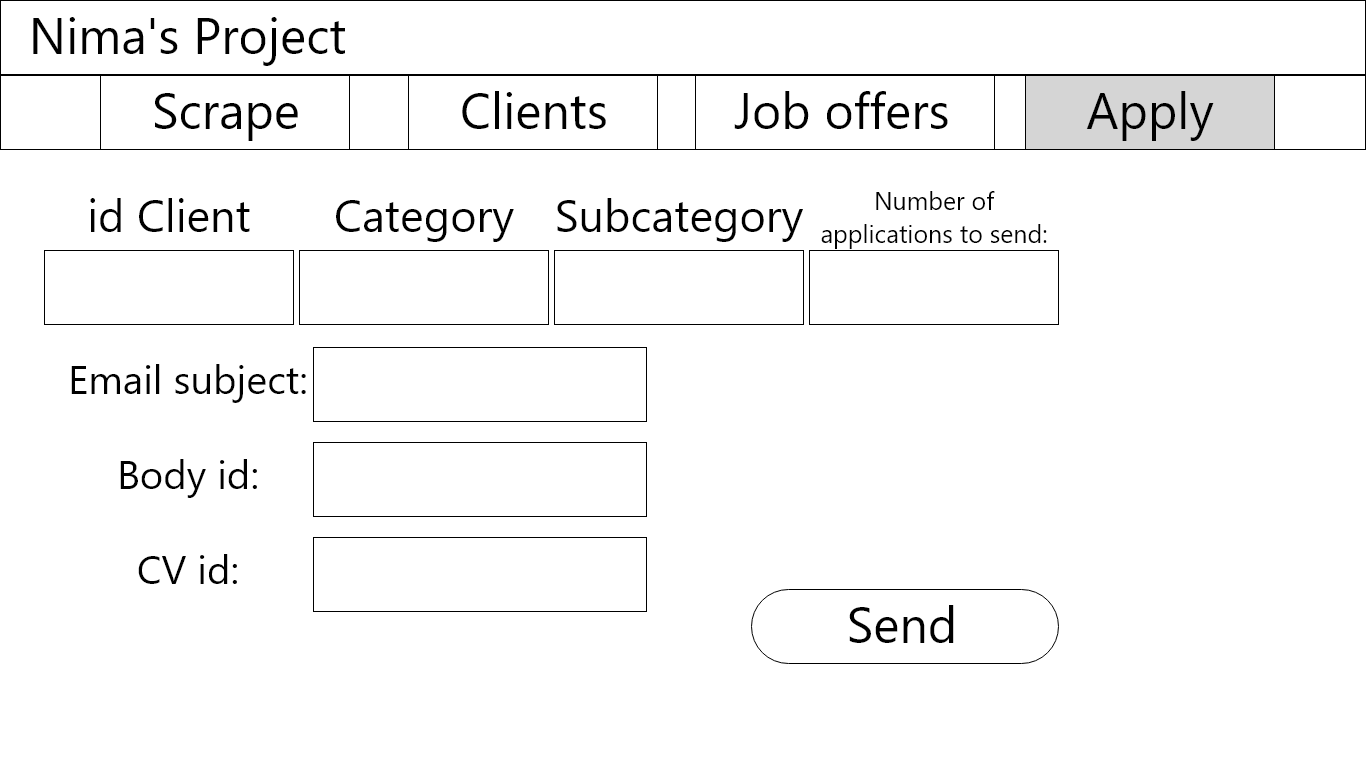 Nima's Project
Scrape Clients Job offers Apply
id Client Category Subcategory Number of
applications to send:
Email subject:
Body id:
CV id:
Send